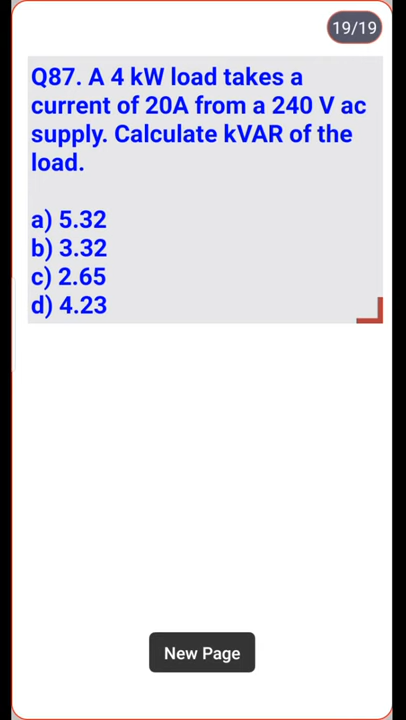 19/19
Q87. A 4 kW load takes a
current of 20A from a 240 V ac
supply. Calculate kVAR of the
load.
a) 5.32
b) 3.32
c) 2.65
d) 4.23
New Page